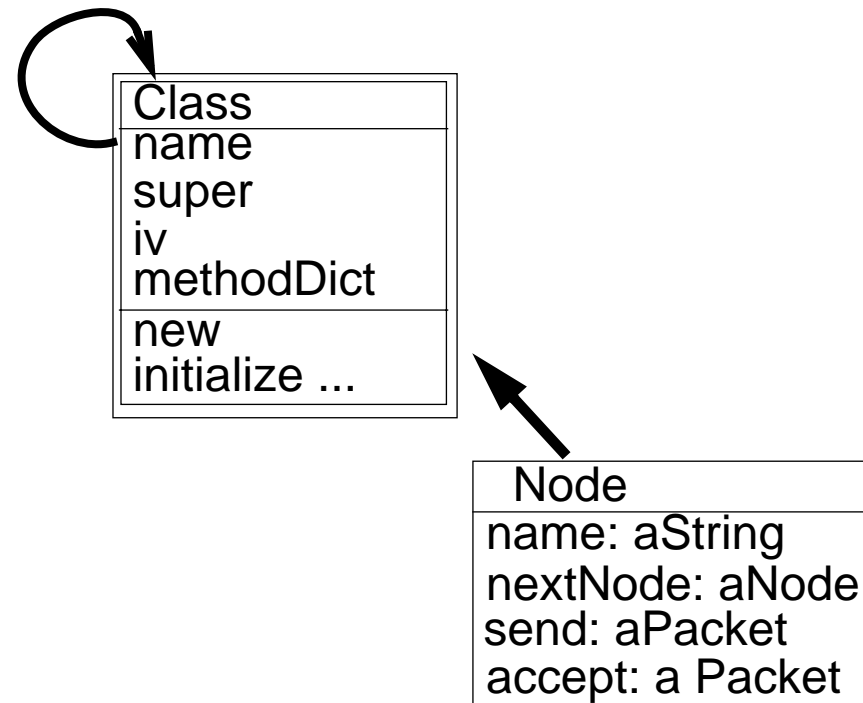 Class
name
super
iv
methodDict
new
initialize ...
Node
name: aString
nextNode: aNode
send: aPacket
accept: a Packet